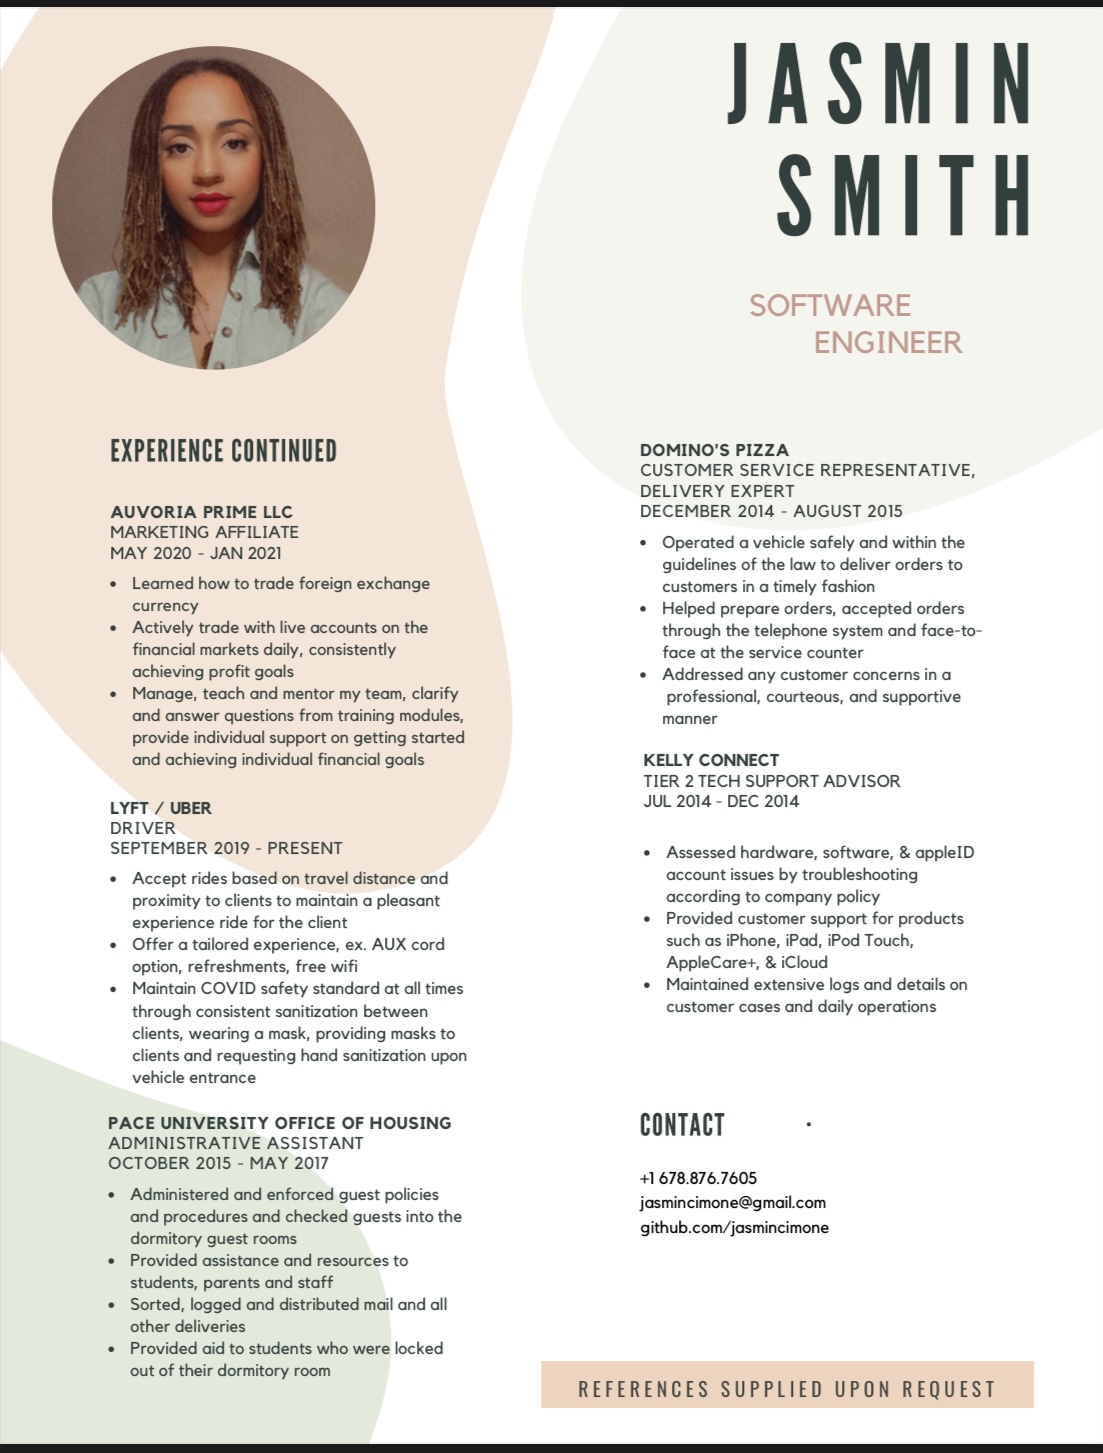 JASMIN
SMITH
SOFTWARE
ENGINEER
EXPERIENCE CONTINUED
AUVORIA PRIME LLC
MARKETING AFFILIATE
MAY 2020 - JAN 2021
• Learned how to trade foreign exchange
currency
• Actively trade with live accounts on the
financial markets daily, consistently
achieving profit goals
• Manage, teach and mentor my team, clarify
and answer questions from training modules,
provide individual support on getting started
and achieving individual financial goals
LYFT / UBER
DRIVER
SEPTEMBER 2019 - PRESENT
• Accept rides based on travel distance and
proximity to clients to maintain a pleasant
experience ride for the client
• Offer a tailored experience, ex. AUX cord
option, refreshments, free wifi
• Maintain COVID safety standard at all times
through consistent sanitization between
clients, wearing a mask, providing masks to
clients and requesting hand sanitization upon
vehicle entrance
PACE UNIVERSITY OFFICE OF HOUSING
ADMINISTRATIVE ASSISTANT
OCTOBER 2015 - MAY 2017
• Administered and enforced guest policies
and procedures and checked guests into the
dormitory guest rooms
• Provided assistance and resources to
students, parents and staff
• Sorted, logged and distributed mail and all
other deliveries
• Provided aid to students who were locked
out of their dormitory room
DOMINO'S PIZZA
CUSTOMER SERVICE REPRESENTATIVE,
DELIVERY EXPERT
DECEMBER 2014 - AUGUST 2015
• Operated a vehicle safely and within the
guidelines of the law to deliver orders to
customers in a timely fashion
• Helped prepare orders, accepted orders
through the telephone system and face-to-
face at the service counter
• Addressed any customer concerns in a
professional, courteous, and supportive
manner
KELLY CONNECT
TIER 2 TECH SUPPORT ADVISOR
JUL 2014 - DEC 2014
• Assessed hardware, software, & appleID
account issues by troubleshooting
according to company policy
• Provided customer support for products
such as iPhone, iPad, iPod Touch,
AppleCare+, & iCloud
• Maintained extensive logs and details on
customer cases and daily operations
CONTACT •
+1 678.876.7605
jasmincimone@gmail.com
github.com/jasmincimone
REFERENCES SUPPLIED UPON REQUEST